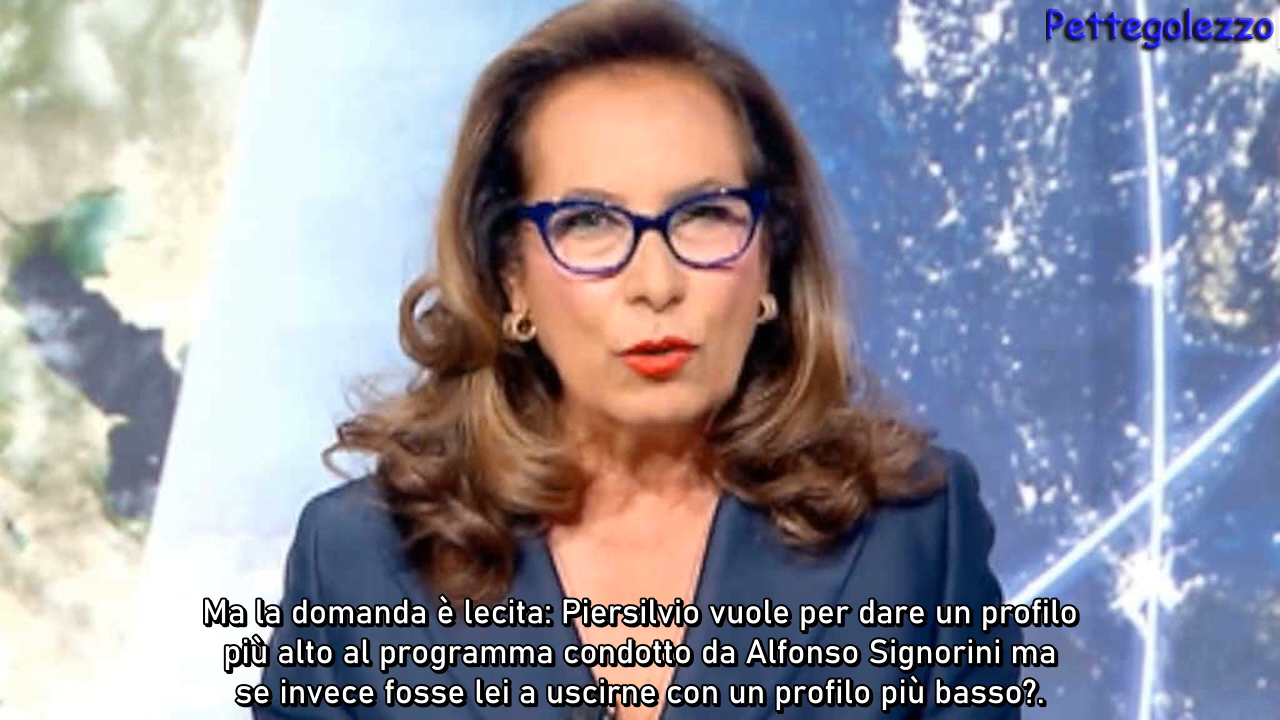 Pettegolezzo
Ma la domanda è lecita: Piersilvio vuole per dare un profilo
più alto al programma condotto da Alfonso Signorini ma
se invece fosse lei a uscirne con un profilo più basso?.